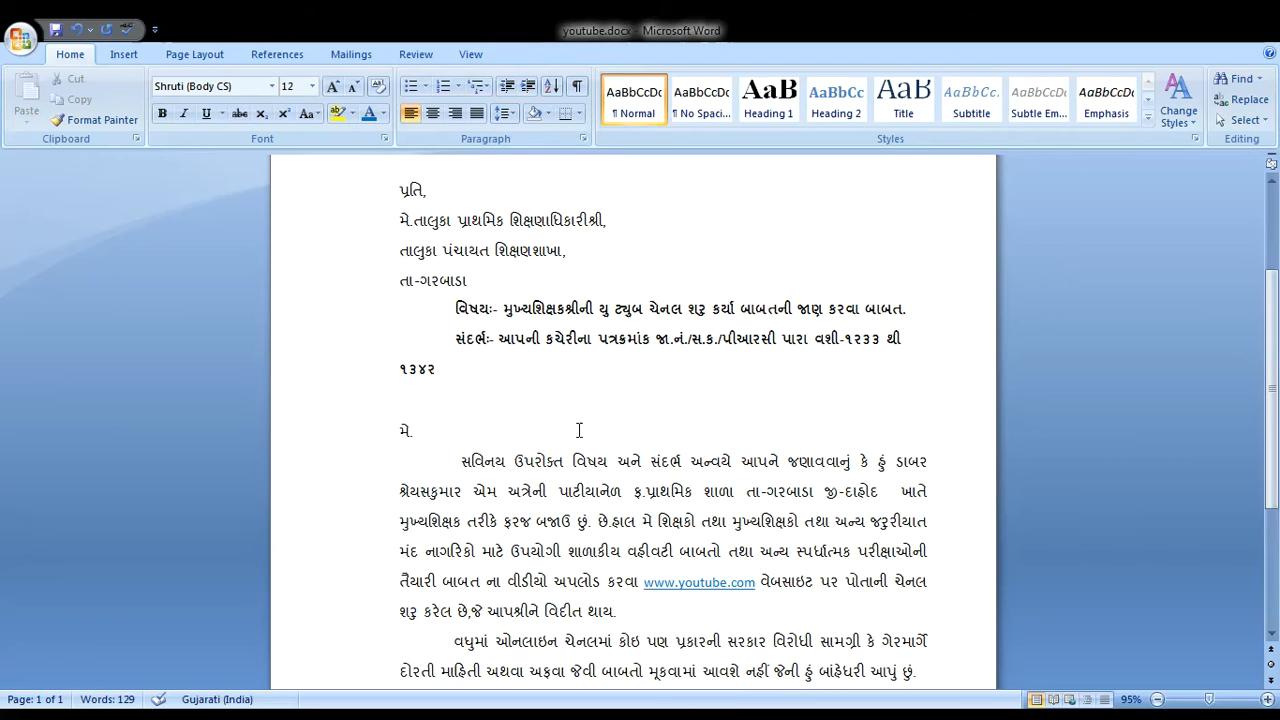 youtube.docx - Microsoft Word
Home Insert Page Layout References Mailings Review View
Paste Cut Copy Format Painter
Clipboard
Shruti (Body CS) 12
Font
Paragraph
AaBbCcDc AaBbCcDc AaBb AaBbCc AaBb AaBbCc. AaBbCcDc AaBbCcDc
¶ Normal ¶ No Spaci... Heading 1 Heading 2 Title Subtitle Subtle Em... Emphasis
Change Styles
Styles
Find
Replace
Select
Editing
પ્રતિ,
મે.તાલુકા પ્રાથમિક શિક્ષણાધિકારીશ્રી,
તાલુકા પંચાયત શિક્ષણશાખા,
તા-ગરબાડા
વિષયઃ- મુખ્યશિક્ષકશ્રીની યુ ટ્યુબ ચેનલ શરુ કર્યા બાબતની જાણ કરવા બાબત.
સંદર્ભઃ- આપની કચેરીના પત્રક્રમાંક જા.નં./સ.ક./પીઆરસી પારા વશી-૧૨૩૩ થી
૧૩૪૨
મે.
સવિનય ઉપરોક્ત વિષય અને સંદર્ભ અન્વયે આપને જણાવવાનું કે હું ડાબર
શ્રેયસકુમાર એમ અત્રેની પાટીયાનેળ ફ.પ્રાથમિક શાળા તા-ગરબાડા જી-દાહોદ ખાતે
મુખ્યશિક્ષક તરીકે ફરજ બજાઉ છું. છે.હાલ મે શિક્ષકો તથા મુખ્યશિક્ષકો તથા અન્ય જરુરીયાત
મંદ નાગરિકો માટે ઉપયોગી શાળાકીય વહીવટી બાબતો તથા અન્ય સ્પર્ધાત્મક પરીક્ષાઓની
તૈયારી બાબત ના વીડીયો અપલોડ કરવા www.youtube.com વેબસાઇટ પર પોતાની ચેનલ
શરુ કરેલ છે,જે આપશ્રીને વિદીત થાય.
વધુમાં ઓનલાઇન ચેનલમાં કોઇ પણ પ્રકારની સરકાર વિરોધી સામગ્રી કે ગેરમાર્ગે
દોરતી માહિતી અથવા અફવા જેવી બાબતો મૂકવામાં આવશે નહીં જેની હું બાંહેધરી આપું છું.
Page: 1 of 1 Words: 129 Gujarati (India) 95%